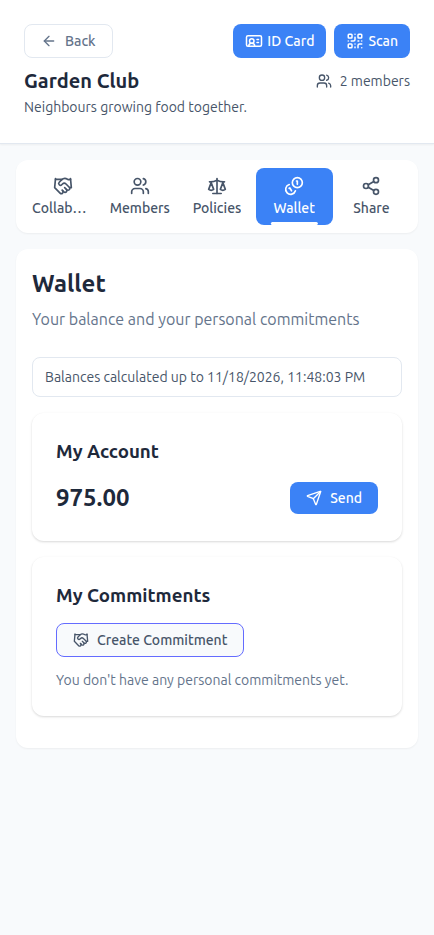 Back
ID Card
Scan
Garden Club
2 members
Neighbours growing food together.
Collab...
Members
Policies
Wallet
Share
Wallet
Your balance and your personal commitments
Balances calculated up to 11/18/2026, 11:48:03 PM
My Account
975.00
Send
My Commitments
Create Commitment
You don't have any personal commitments yet.